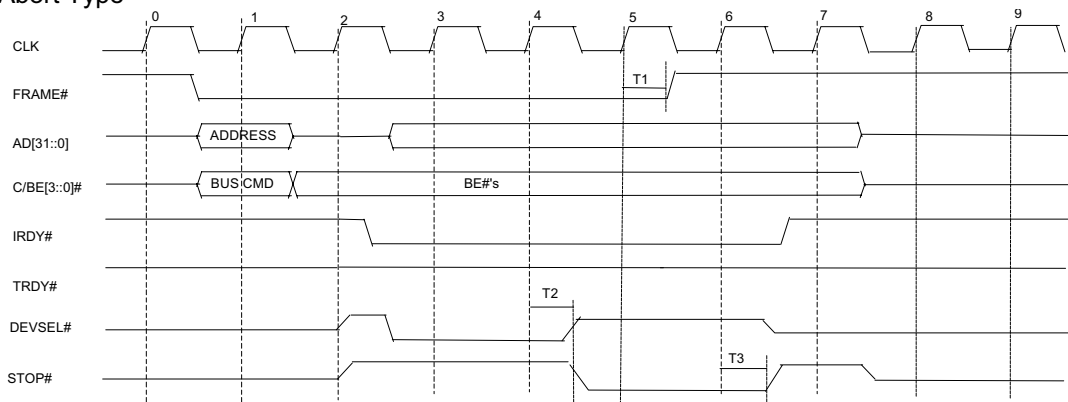 Abort Type
0 1 2 3 4 5 6 7 8 9
CLK
T1
FRAME#
ADDRESS
AD[31::0]
BUS CMD BE#'s
C/BE[3::0]#
IRDY#
TRDY#
T2
DEVSEL#
T3
STOP#